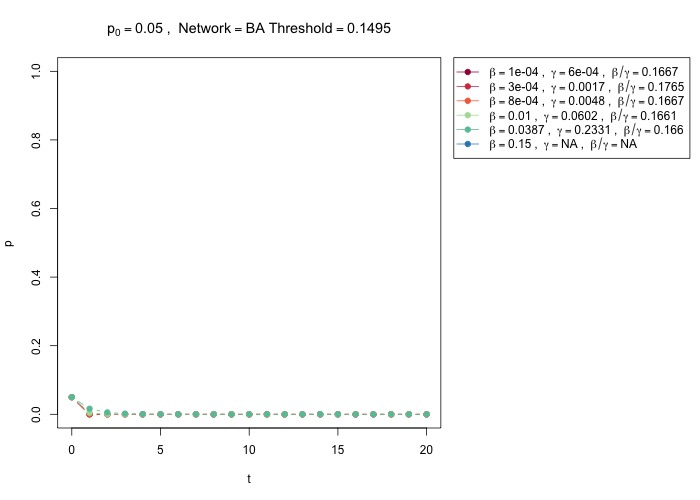 p0 = 0.05 , Network = BA Threshold = 0.1495
β = 1e-04 , γ = 6e-04 , β/γ = 0.1667
β = 3e-04 , γ = 0.0017 , β/γ = 0.1765
β = 8e-04 , γ = 0.0048 , β/γ = 0.1667
β = 0.01 , γ = 0.0602 , β/γ = 0.1661
β = 0.0387 , γ = 0.2331 , β/γ = 0.166
β = 0.15 , γ = NA , β/γ = NA
1.0
0.8
0.6
p
0.4
0.2
0.0
0 5 10 15 20
t